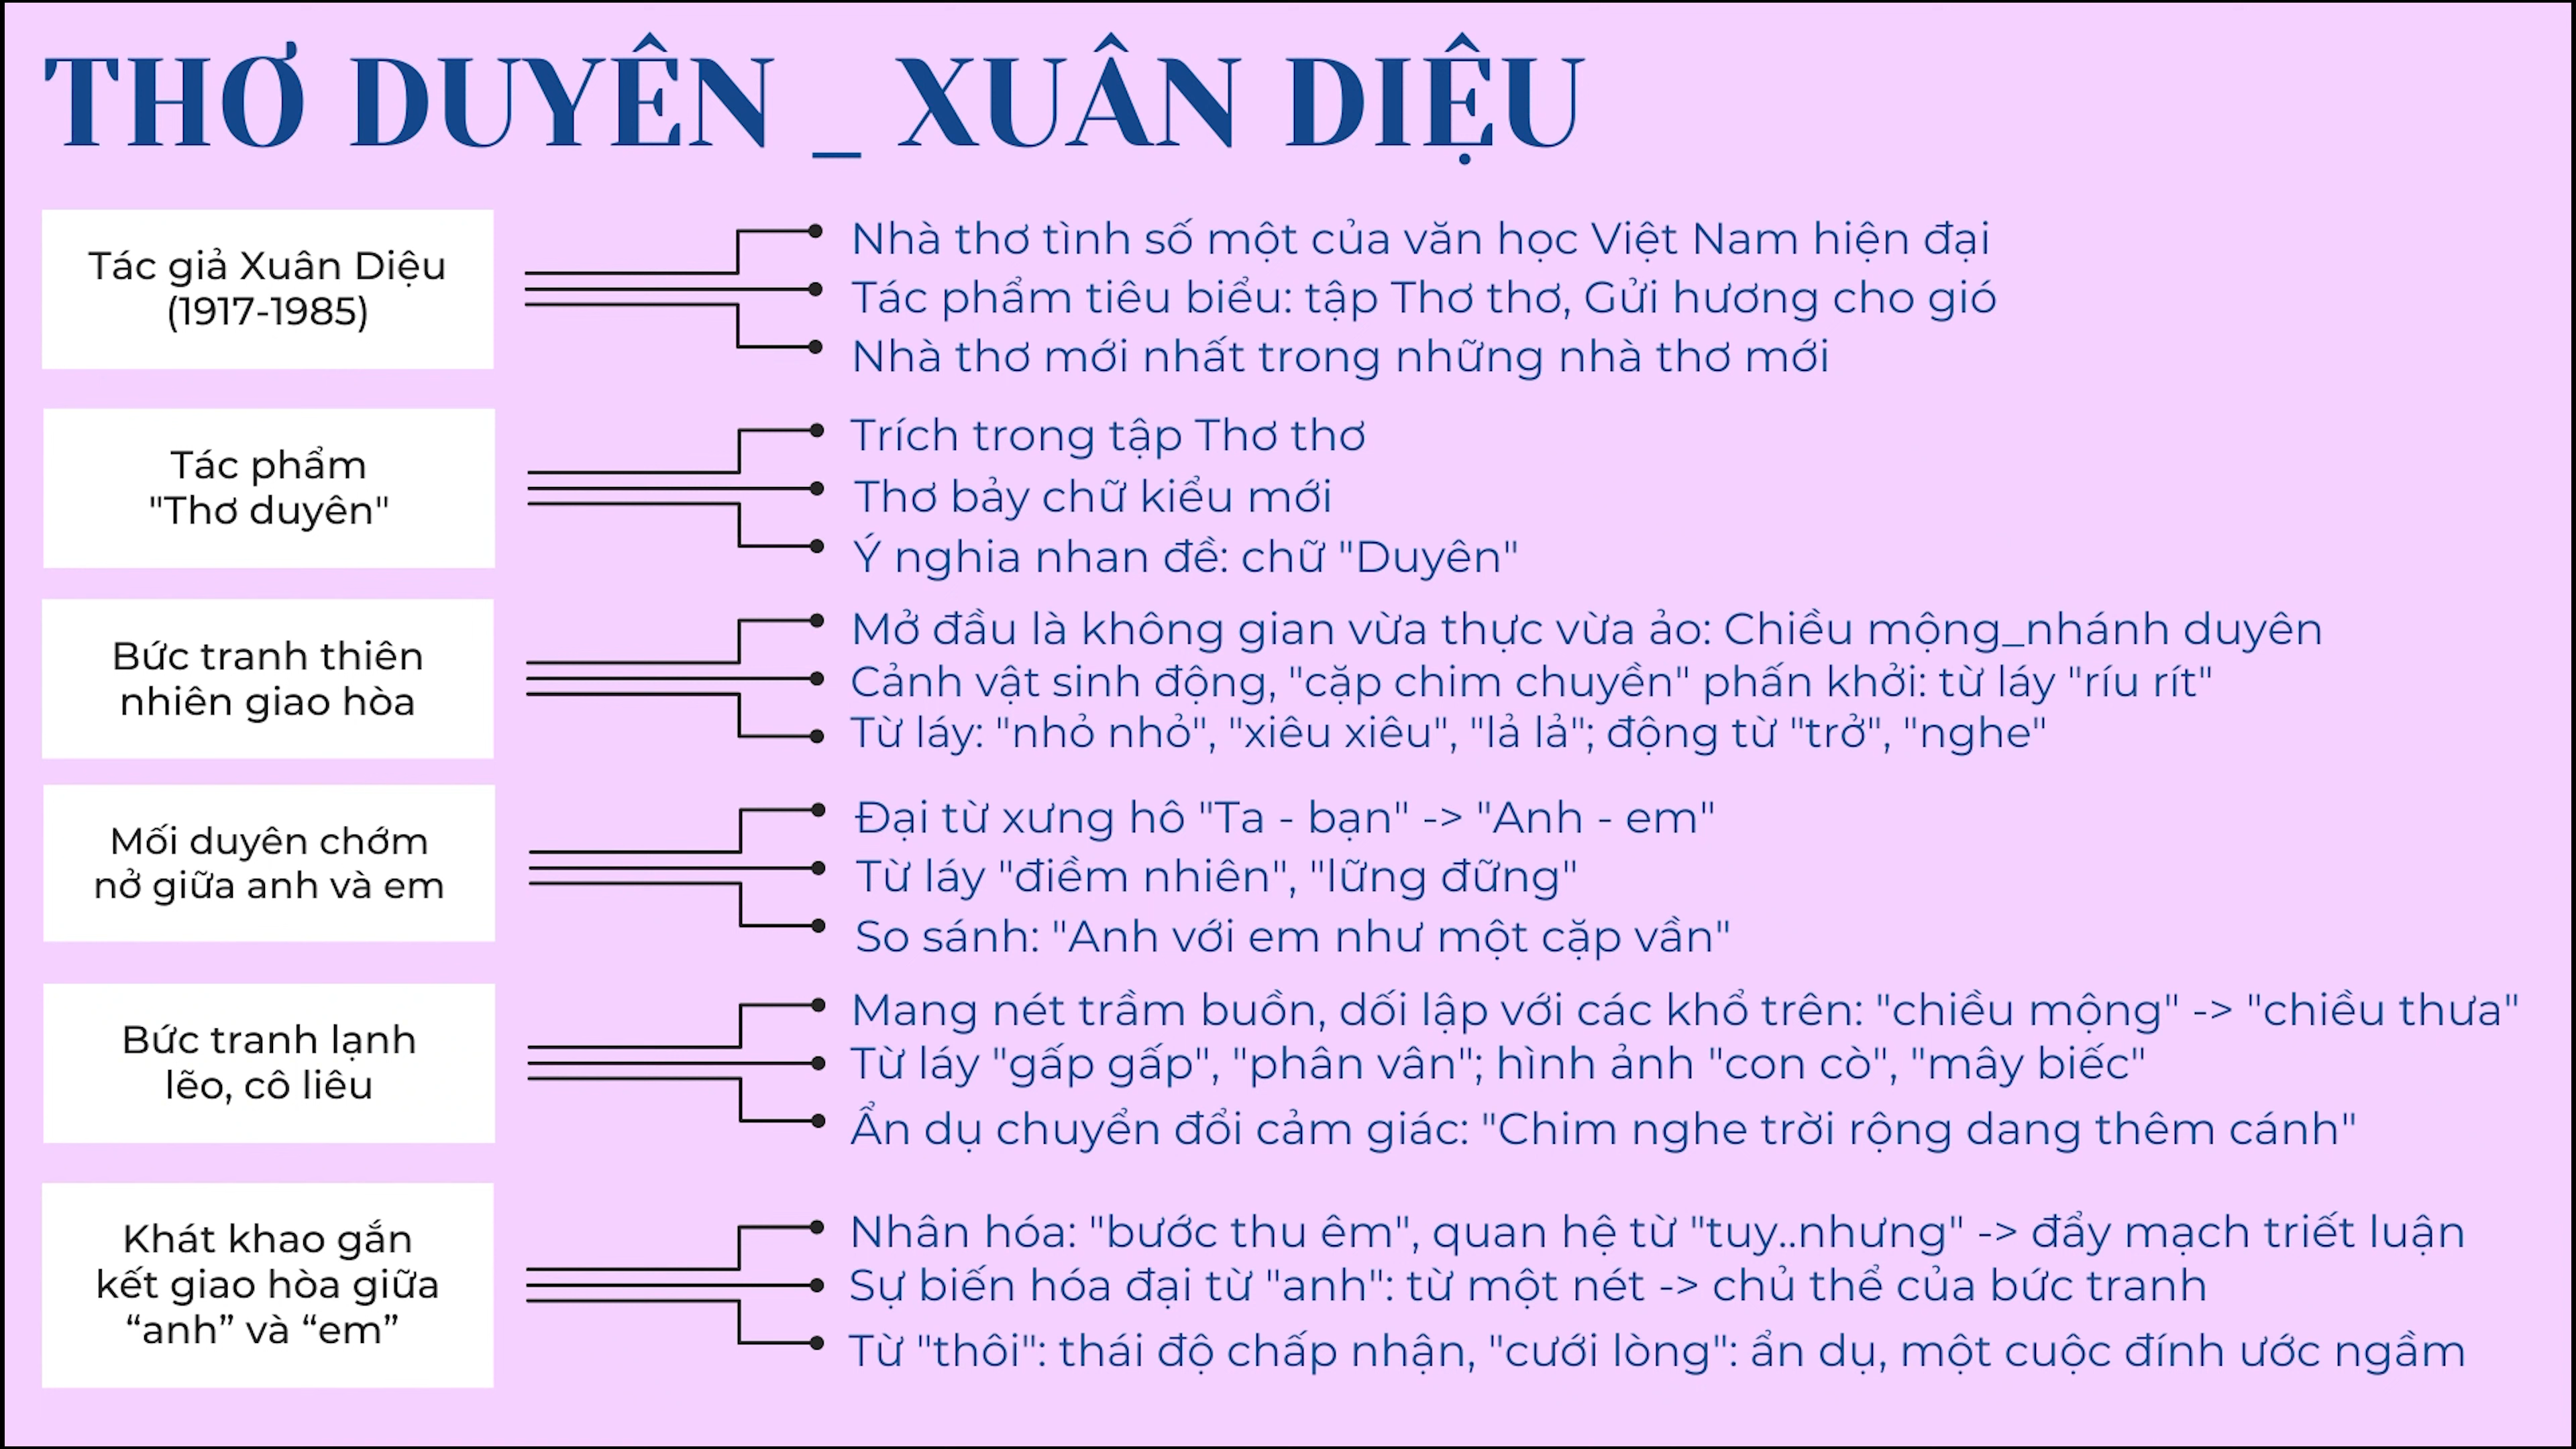 THƠ DUYÊN _ XUÂN DIỆU
Tác giả Xuân Diệu
(1917-1985)
Nhà thơ tình số một của văn học Việt Nam hiện đại
Tác phẩm tiêu biểu: tập Thơ thơ, Gửi hương cho gió
Nhà thơ mới nhất trong những nhà thơ mới
Tác phẩm
"Thơ duyên"
Trích trong tập Thơ thơ
Thơ bảy chữ kiểu mới
Ý nghia nhan đề: chữ "Duyên"
Bức tranh thiên
nhiên giao hòa
Mở đầu là không gian vừa thực vừa ảo: Chiều mộng_nhánh duyên
Cảnh vật sinh động, "cặp chim chuyền" phấn khởi: từ láy "ríu rít"
Từ láy: "nhỏ nhỏ", "xiêu xiêu", "lả lả"; động từ "trở", "nghe"
Mối duyên chớm
nở giữa anh và em
Đại từ xưng hô "Ta - bạn" -> "Anh - em"
Từ láy "điềm nhiên", "lững đững"
So sánh: "Anh với em như một cặp vần"
Bức tranh lạnh
lẽo, cô liêu
Mang nét trầm buồn, dối lập với các khổ trên: "chiều mộng" -> "chiều thưa"
Từ láy "gấp gấp", "phân vân"; hình ảnh "con cò", "mây biếc"
Ẩn dụ chuyển đổi cảm giác: "Chim nghe trời rộng dang thêm cánh"
Khát khao gắn
kết giao hòa giữa
“anh” và “em”
Nhân hóa: "bước thu êm", quan hệ từ "tuy..nhưng" -> đẩy mạch triết luận
Sự biến hóa đại từ "anh": từ một nét -> chủ thể của bức tranh
Từ "thôi": thái độ chấp nhận, "cưới lòng": ẩn dụ, một cuộc đính ước ngầm